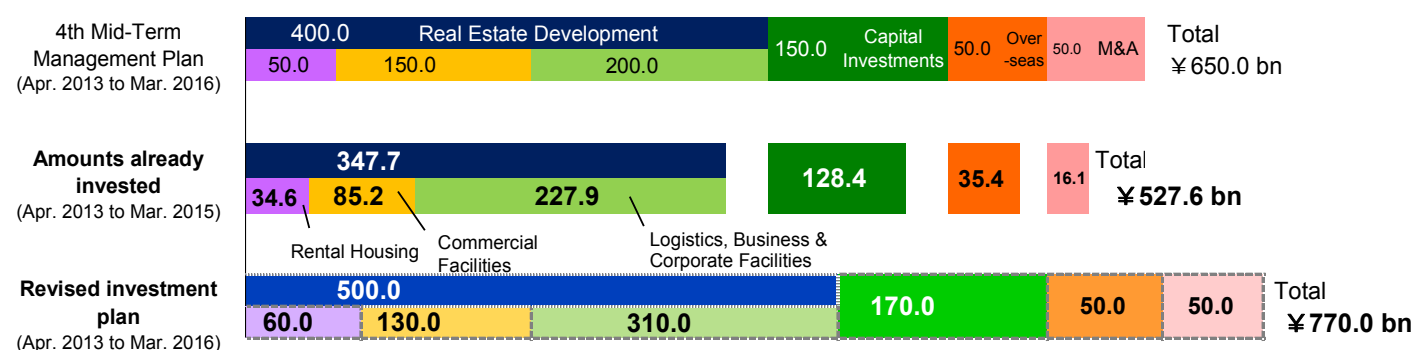 4th Mid-Term
Management Plan
(Apr. 2013 to Mar. 2016)
400.0 Real Estate Development
50.0 150.0 200.0
150.0 Capital
Investments
50.0 Over
-seas
50.0 M&A
Total
¥650.0 bn
Amounts already
invested
(Apr. 2013 to Mar. 2015)
347.7
34.6 85.2 227.9
128.4
35.4
16.1
Total
¥527.6 bn
Rental Housing
Commercial
Facilities
Logistics, Business &
Corporate Facilities
Revised investment
plan
(Apr. 2013 to Mar. 2016)
500.0
60.0 130.0 310.0
170.0
50.0
50.0
Total
¥770.0 bn